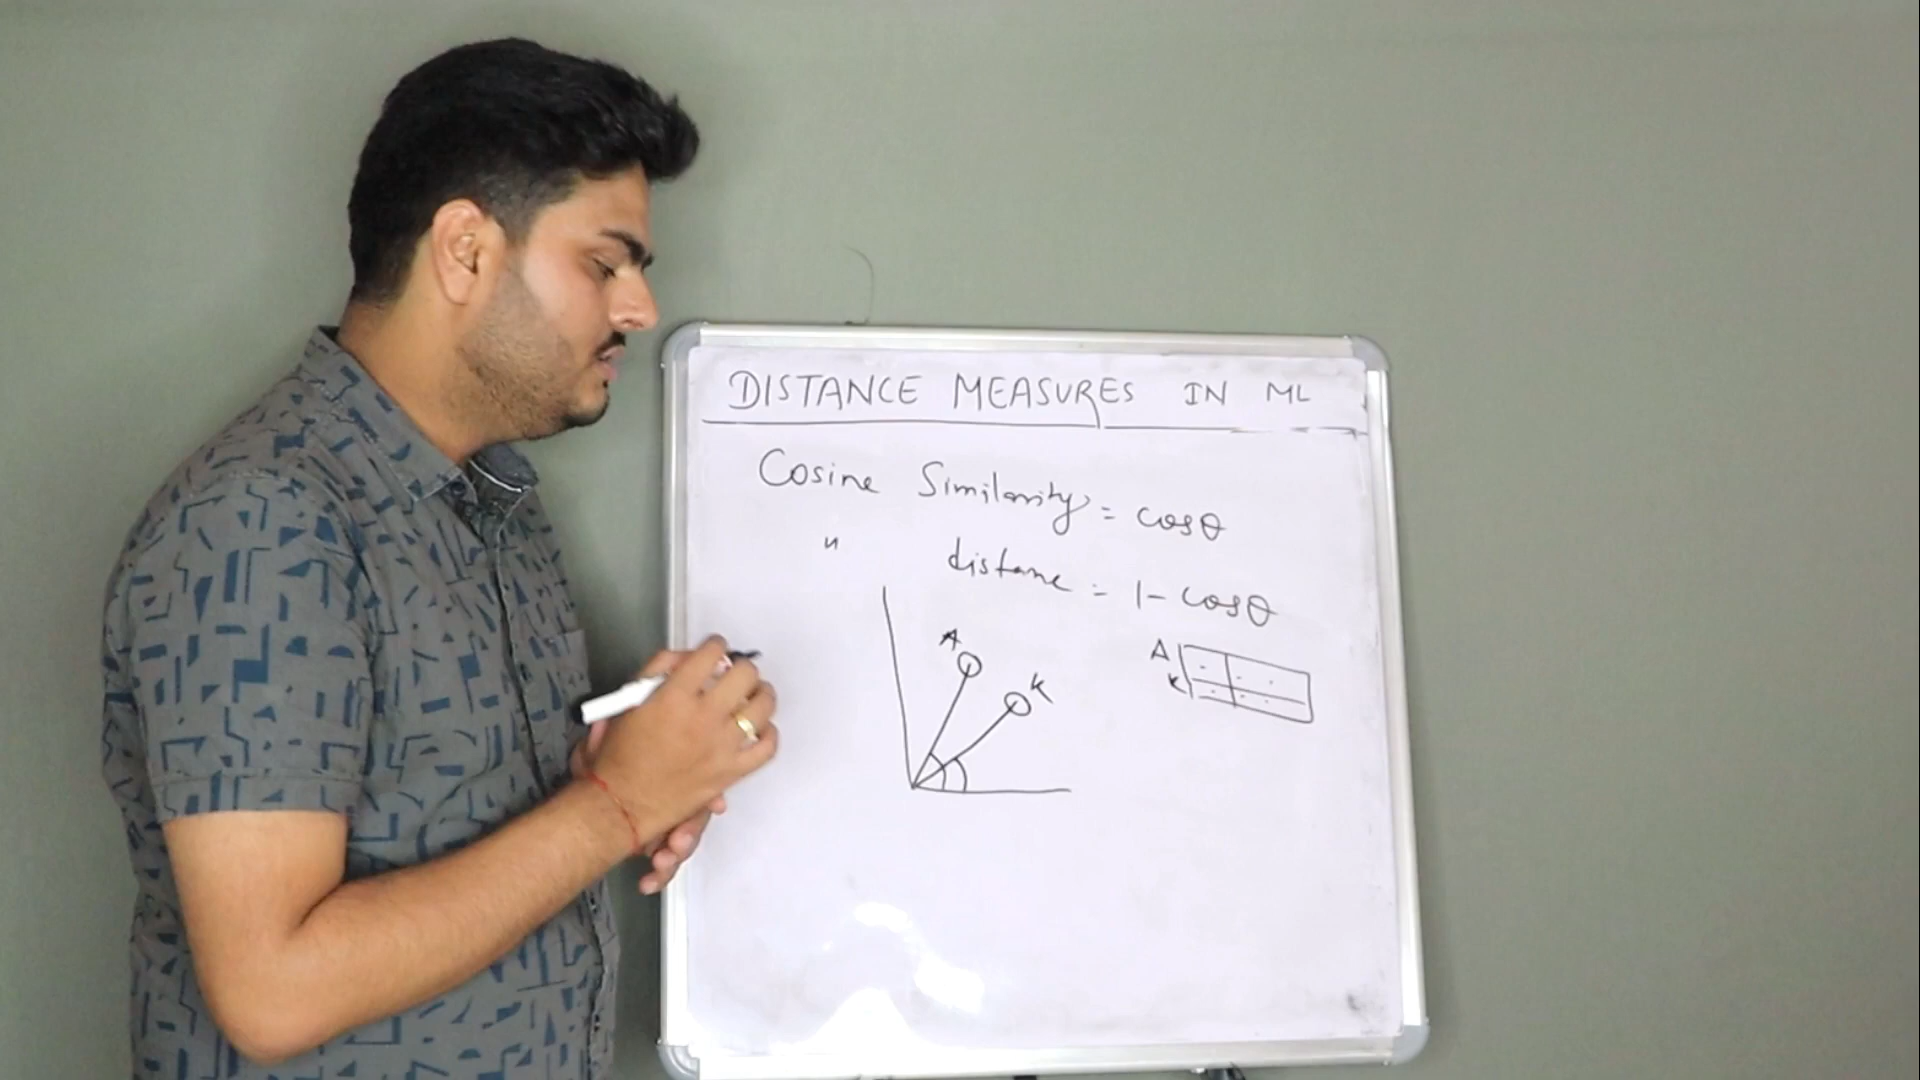 DISTANCE MEASURES IN ML
Cosine Similarity = cosθ
" distance = 1 - cosθ
A
K
A
K